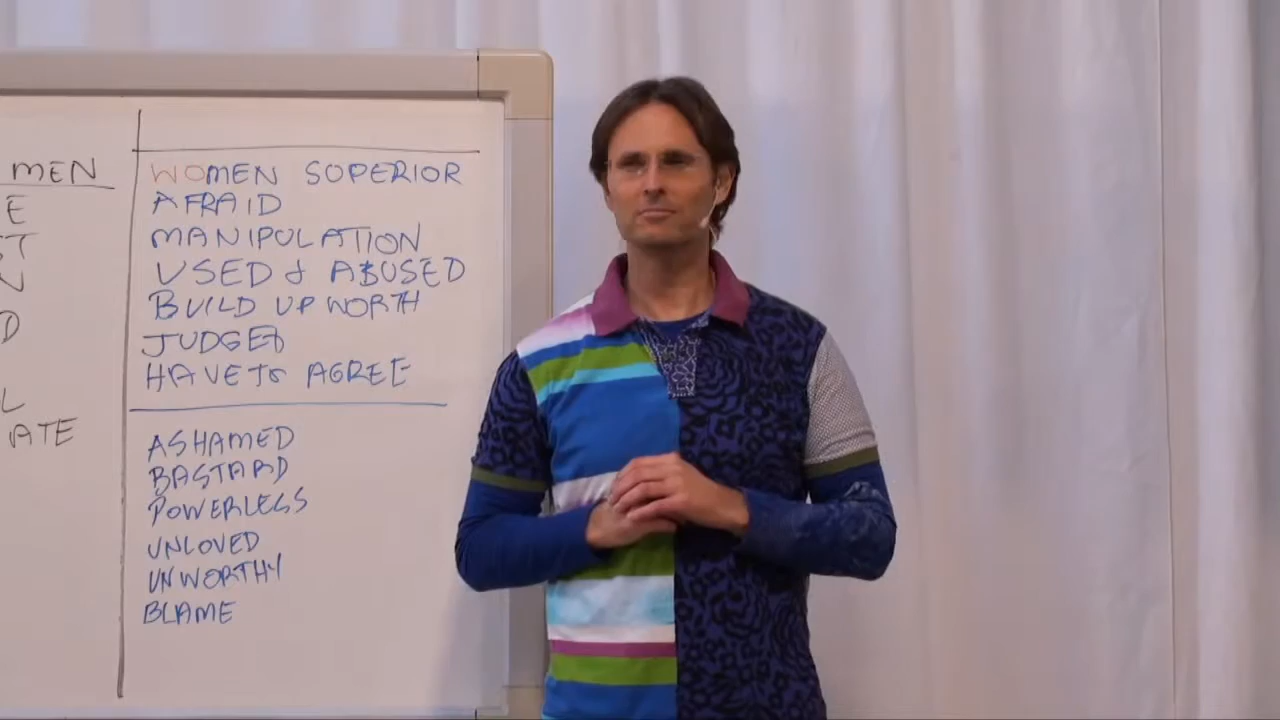 MEN
E
ST
N
D
L
ATE
WOMEN SOPERIOR
AFRAID
MANIPULATION
USED & ABUSED
BUILD UP WORTH
JUDGED
HAVE TO AGREE
ASHAMED
BASTARD
POWERLESS
UNLOVED
UNWORTHY
BLAME